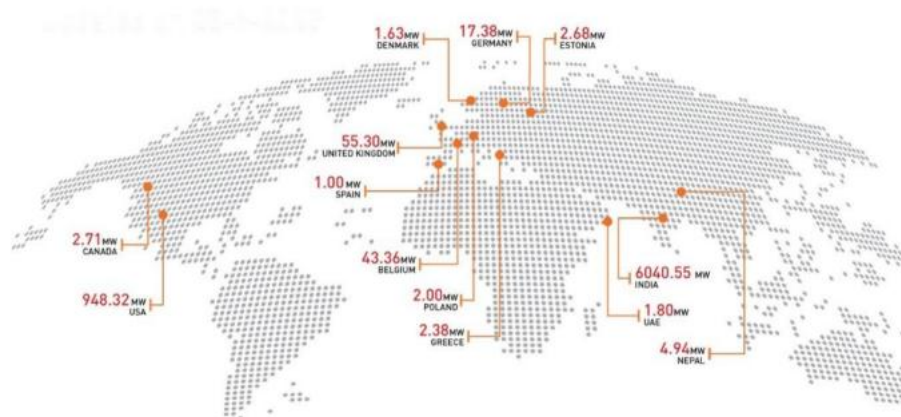 1.63MW
DENMARK
17.38MW
GERMANY
2.68MW
ESTONIA
55.30MW
UNITED KINGDOM
1.00MW
SPAIN
2.71MW
CANADA
43.36MW
BELGIUM
6040.55 MW
INDIA
948.32 MW
USA
2.00MW
POLAND
1.80MW
UAE
2.38MW
GREECE
4.94MW
NEPAL